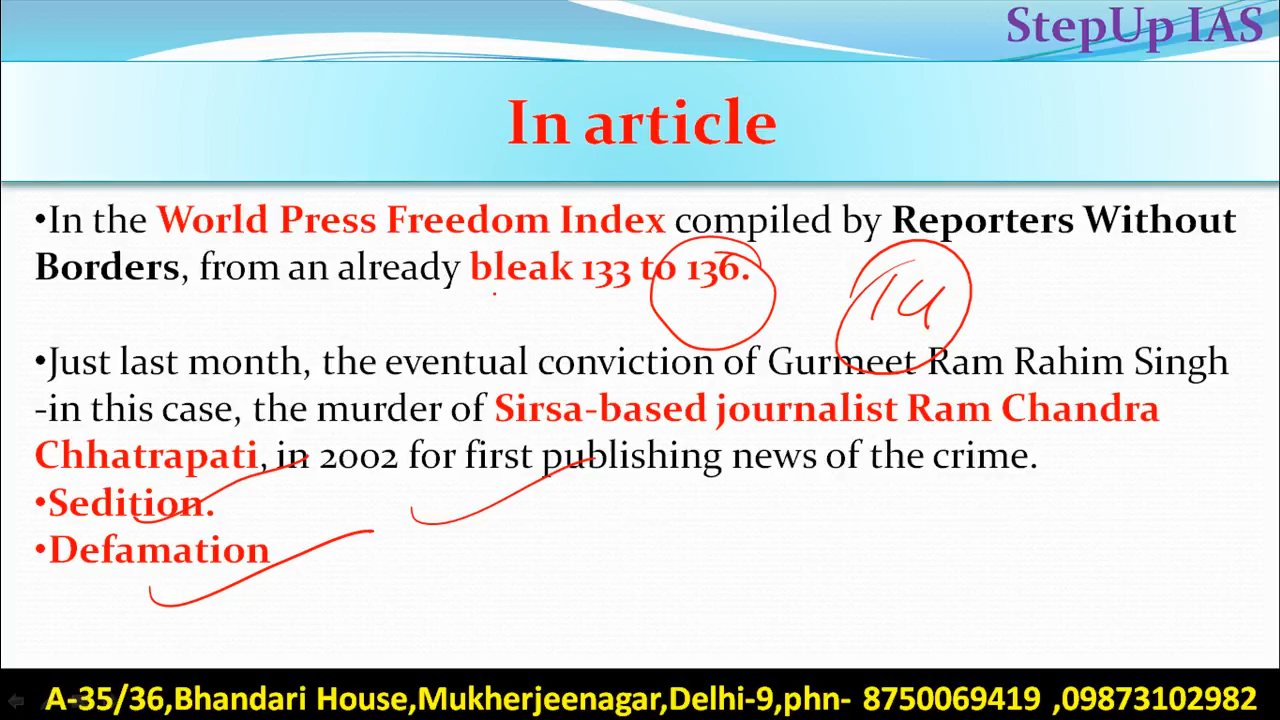 StepUp IAS
In article
•In the World Press Freedom Index compiled by Reporters Without
Borders, from an already bleak 133 to 136.
•Just last month, the eventual conviction of Gurmeet Ram Rahim Singh
-in this case, the murder of Sirsa-based journalist Ram Chandra
Chhatrapati, in 2002 for first publishing news of the crime.
•Sedition.
•Defamation
A-35/36,Bhandari House,Mukherjeenagar,Delhi-9,phn- 8750069419 ,09873102982